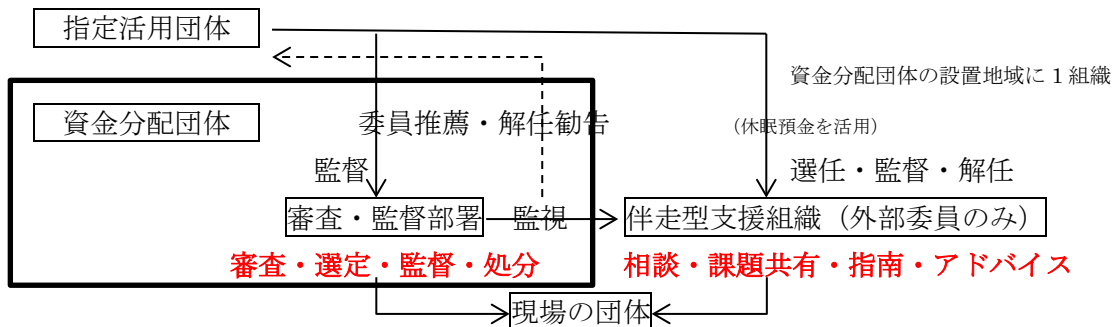 指定活用団体
資金分配団体の設置地域に１組織
資金分配団体
委員推薦・解任勧告
（休眠預金を活用）
監督
選任・監督・解任
審査・監督部署
監視
伴走型支援組織（外部委員のみ）
審査・選定・監督・処分
相談・課題共有・指南・アドバイス
現場の団体